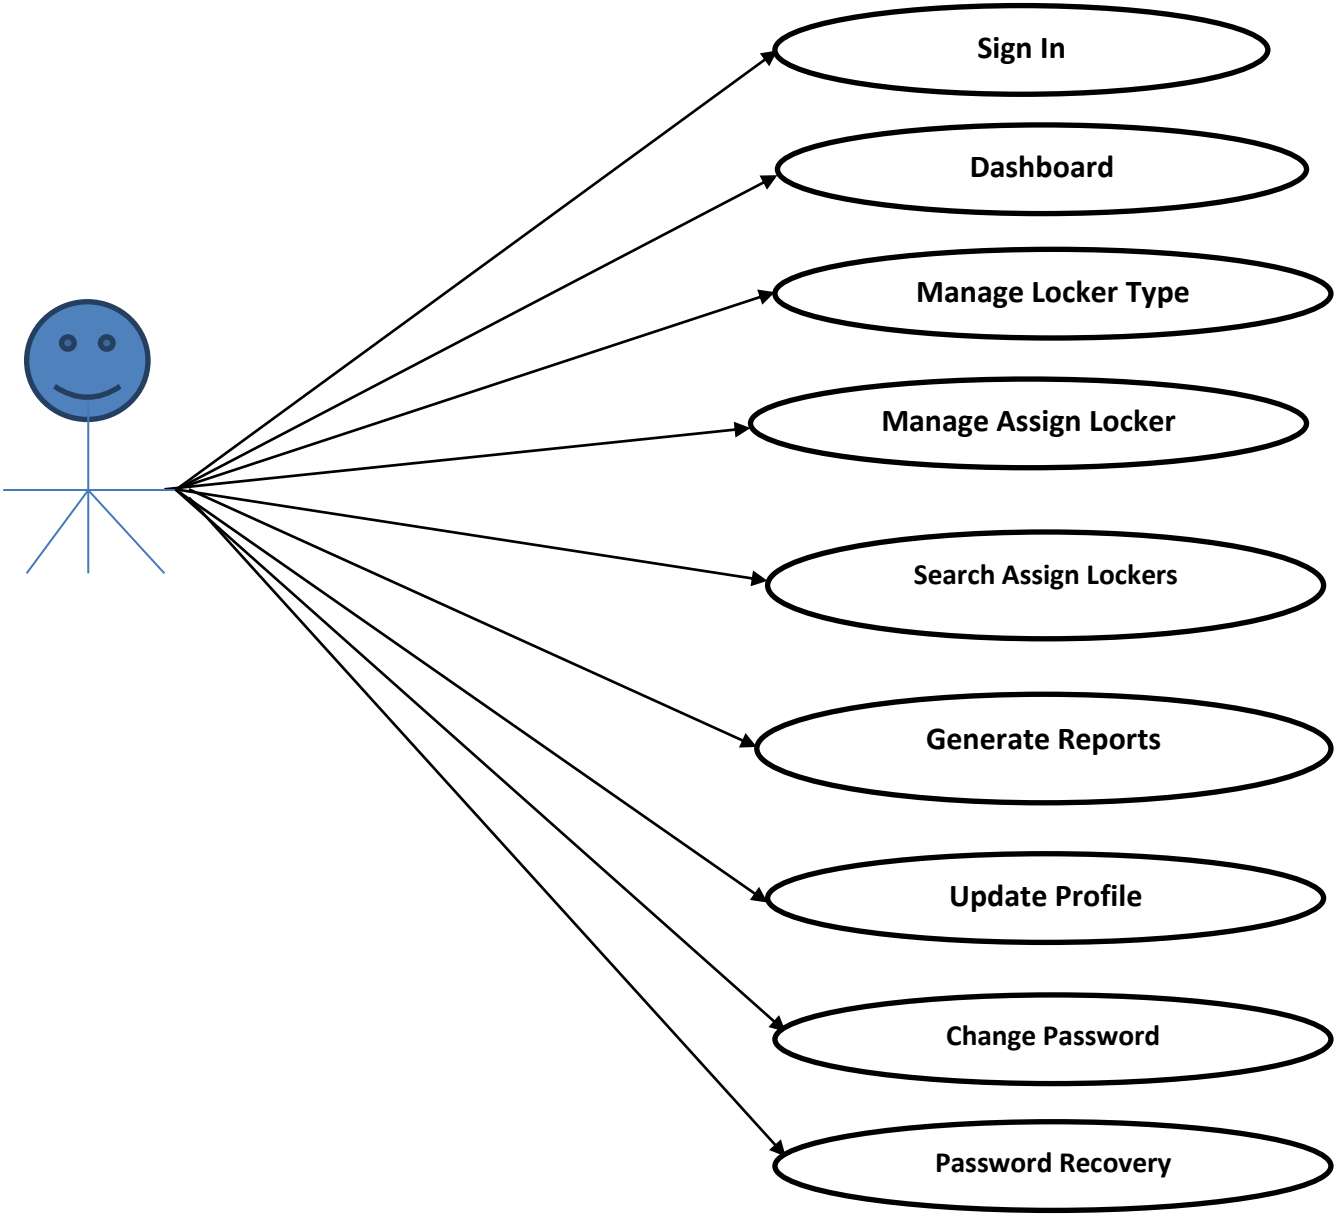 Sign In
Dashboard
Manage Locker Type
Manage Assign Locker
Search Assign Lockers
Generate Reports
Update Profile
Change Password
Password Recovery